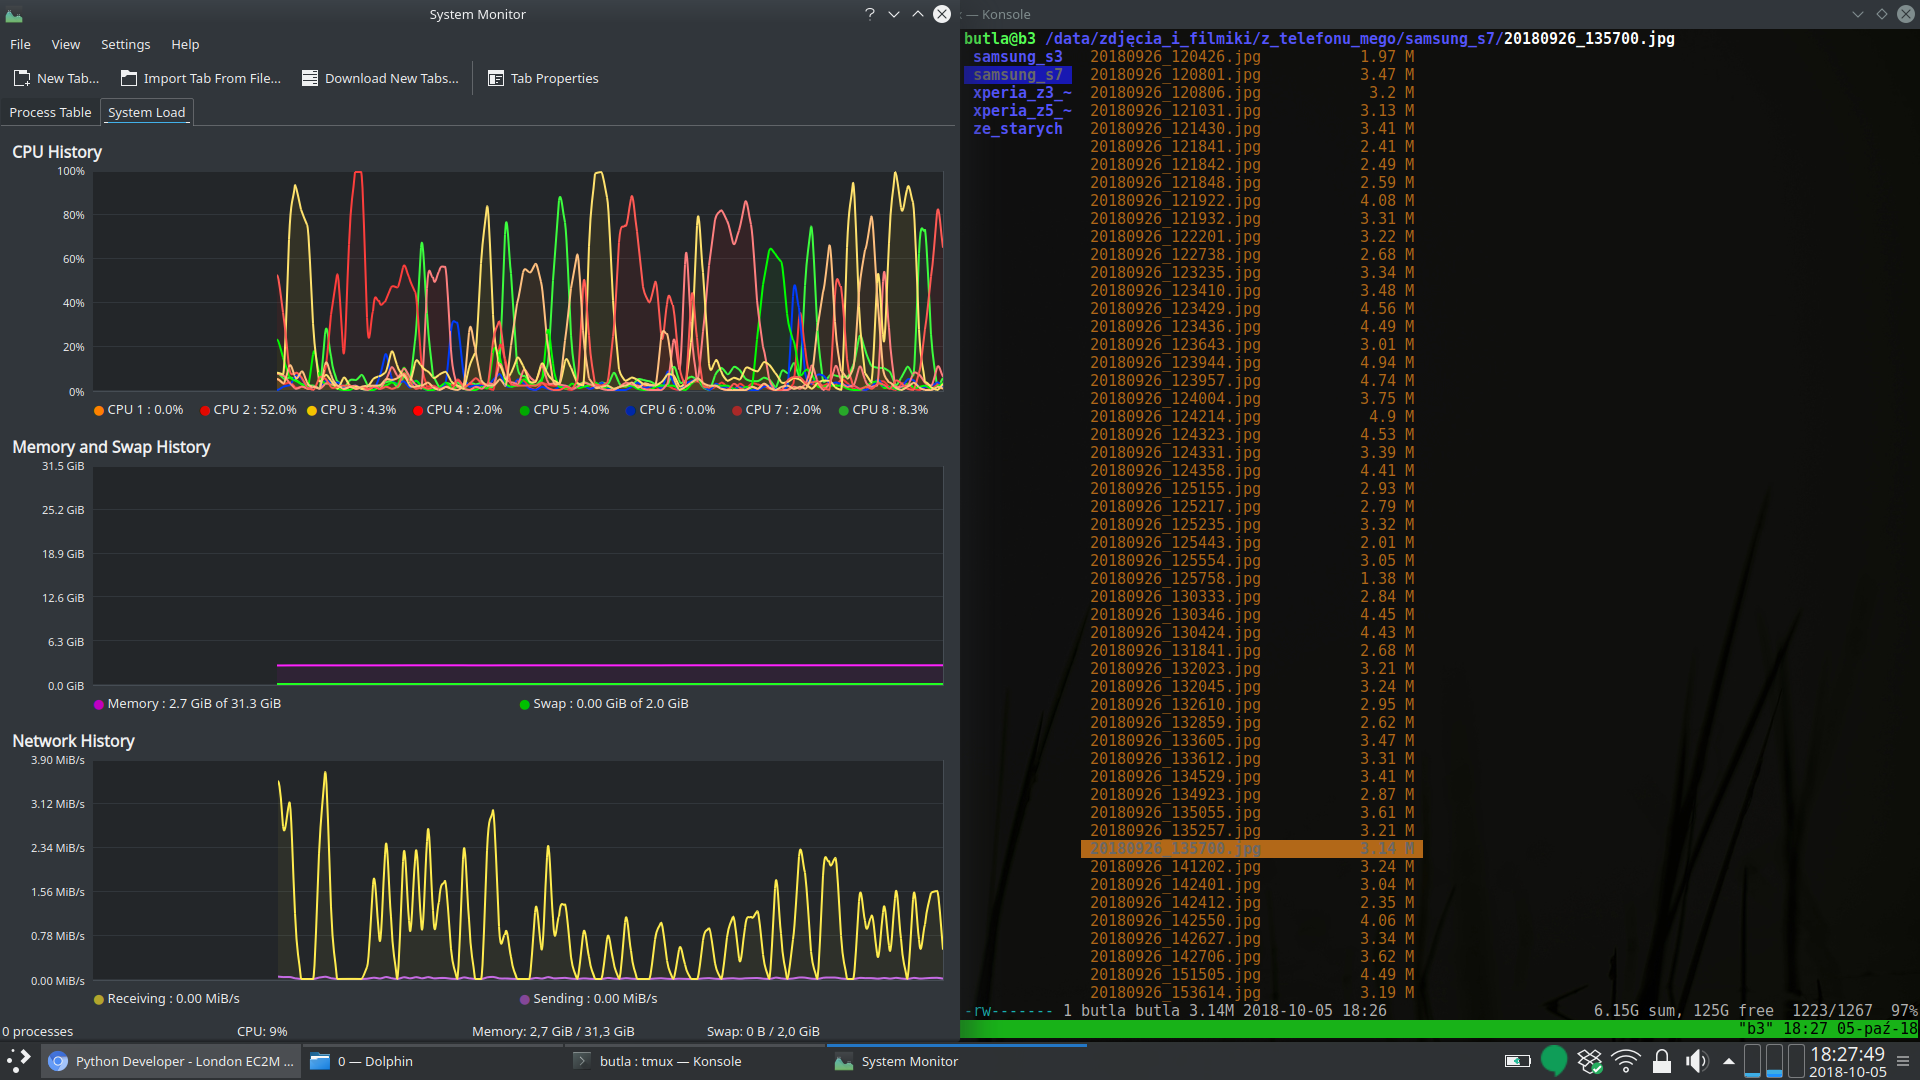 System Monitor
File View Settings Help
New Tab... Import Tab From File... Download New Tabs... Tab Properties
Process Table System Load
CPU History
100%
80%
60%
40%
20%
0%
CPU 1 : 0.0% CPU 2 : 52.0% CPU 3 : 4.3% CPU 4 : 2.0% CPU 5 : 4.0% CPU 6 : 0.0% CPU 7 : 2.0% CPU 8 : 8.3%
Memory and Swap History
31.5 GiB
25.2 GiB
18.9 GiB
12.6 GiB
6.3 GiB
0.0 GiB
Memory : 2.7 GiB of 31.3 GiB Swap : 0.00 GiB of 2.0 GiB
Network History
3.90 MiB/s
3.12 MiB/s
2.34 MiB/s
1.56 MiB/s
0.78 MiB/s
0.00 MiB/s
Receiving : 0.00 MiB/s Sending : 0.00 MiB/s
0 processes CPU: 9% Memory: 2,7 GiB / 31,3 GiB Swap: 0 B / 2,0 GiB
— Konsole
butla@b3 /data/zdjęcia_i_filmiki/z_telefonu_mego/samsung_s7/20180926_135700.jpg
samsung_s3 20180926_120426.jpg 1.97 M
samsung_s7 20180926_120801.jpg 3.47 M
xperia_z3_~ 20180926_120806.jpg 3.2 M
xperia_z5_~ 20180926_121031.jpg 3.13 M
ze_starych 20180926_121430.jpg 3.41 M
20180926_121841.jpg 2.41 M
20180926_121842.jpg 2.49 M
20180926_121848.jpg 2.59 M
20180926_121922.jpg 4.08 M
20180926_121932.jpg 3.31 M
20180926_122201.jpg 3.22 M
20180926_122738.jpg 2.68 M
20180926_123235.jpg 3.34 M
20180926_123410.jpg 3.48 M
20180926_123429.jpg 4.56 M
20180926_123436.jpg 4.49 M
20180926_123643.jpg 3.01 M
20180926_123944.jpg 4.94 M
20180926_123957.jpg 4.74 M
20180926_124004.jpg 3.75 M
20180926_124214.jpg 4.9 M
20180926_124323.jpg 4.53 M
20180926_124331.jpg 3.39 M
20180926_124358.jpg 4.41 M
20180926_125155.jpg 2.93 M
20180926_125217.jpg 2.79 M
20180926_125235.jpg 3.32 M
20180926_125443.jpg 2.01 M
20180926_125554.jpg 3.05 M
20180926_125758.jpg 1.38 M
20180926_130333.jpg 2.84 M
20180926_130346.jpg 4.45 M
20180926_130424.jpg 4.43 M
20180926_131841.jpg 2.68 M
20180926_132023.jpg 3.21 M
20180926_132045.jpg 3.24 M
20180926_132610.jpg 2.95 M
20180926_132859.jpg 2.62 M
20180926_133605.jpg 3.47 M
20180926_133612.jpg 3.31 M
20180926_134529.jpg 3.41 M
20180926_134923.jpg 2.87 M
20180926_135055.jpg 3.61 M
20180926_135257.jpg 3.21 M
20180926_135700.jpg 3.14 M
20180926_141202.jpg 3.24 M
20180926_142401.jpg 3.04 M
20180926_142412.jpg 2.35 M
20180926_142550.jpg 4.06 M
20180926_142627.jpg 3.34 M
20180926_142706.jpg 3.62 M
20180926_151505.jpg 4.49 M
20180926_153614.jpg 3.19 M
-rw------- 1 butla butla 3.14M 2018-10-05 18:26 6.15G sum, 125G free 1223/1267 97%
"b3" 18:27 05-paź-18
Python Developer - London EC2M ... 0 — Dolphin butla : tmux — Konsole System Monitor
18:27:49
2018-10-05